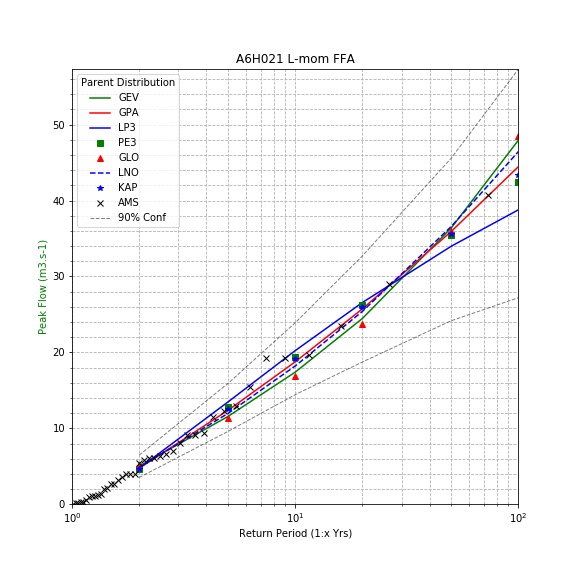 A6H021 L-mom FFA
Parent Distribution
GEV
GPA
LP3
PE3
GLO
LNO
KAP
AMS
90% Conf
Peak Flow (m3.s-1)
50
40
30
20
10
0
10⁰
10¹
10²
Return Period (1:x Yrs)